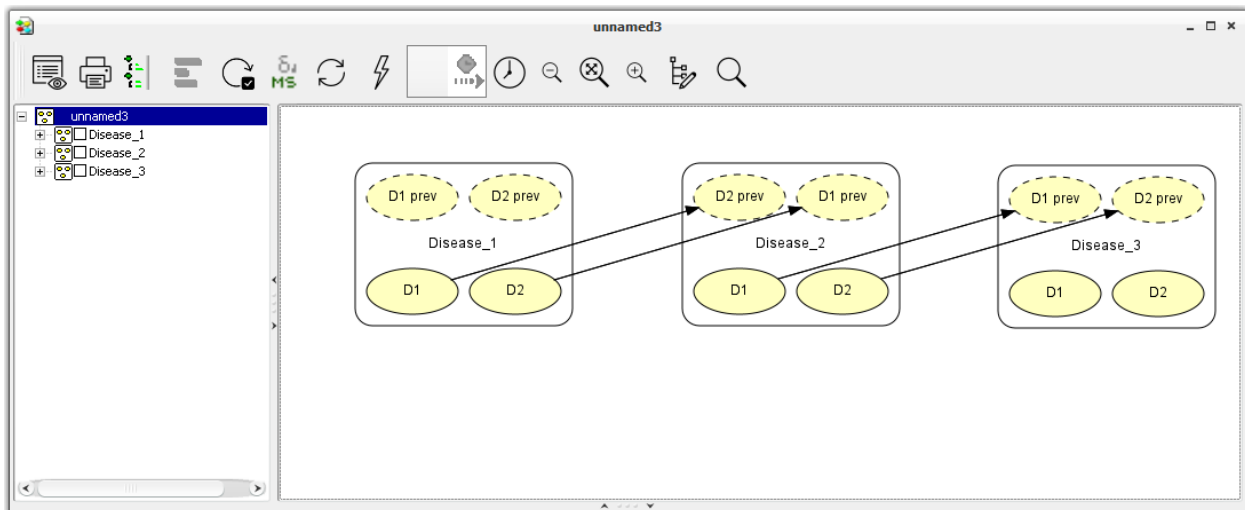 unnamed3
δ
MS
unnamed3
Disease_1
Disease_2
Disease_3
D1 prev D2 prev
Disease_1
D1 D2
D2 prev D1 prev
Disease_2
D1 D2
D1 prev D2 prev
Disease_3
D1 D2